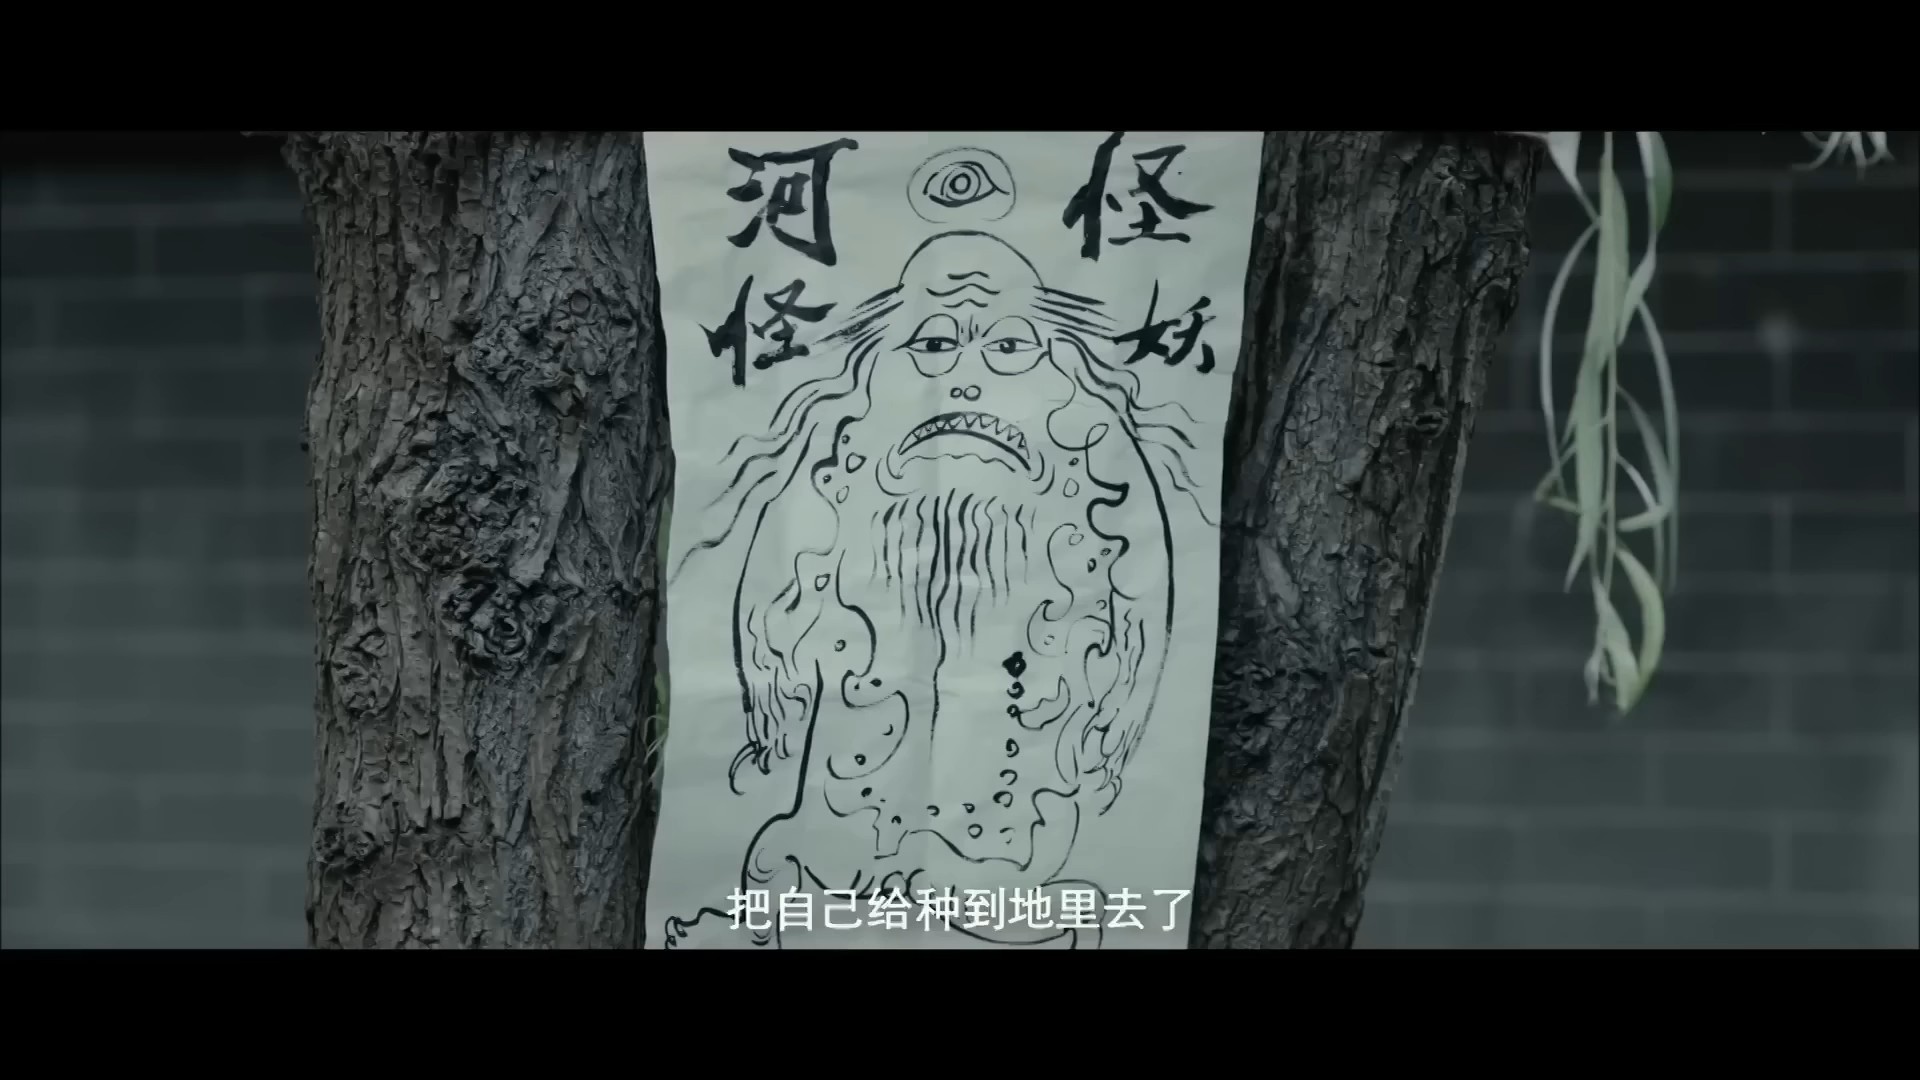 河 怪
怪 妖
把自己给种到地里去了